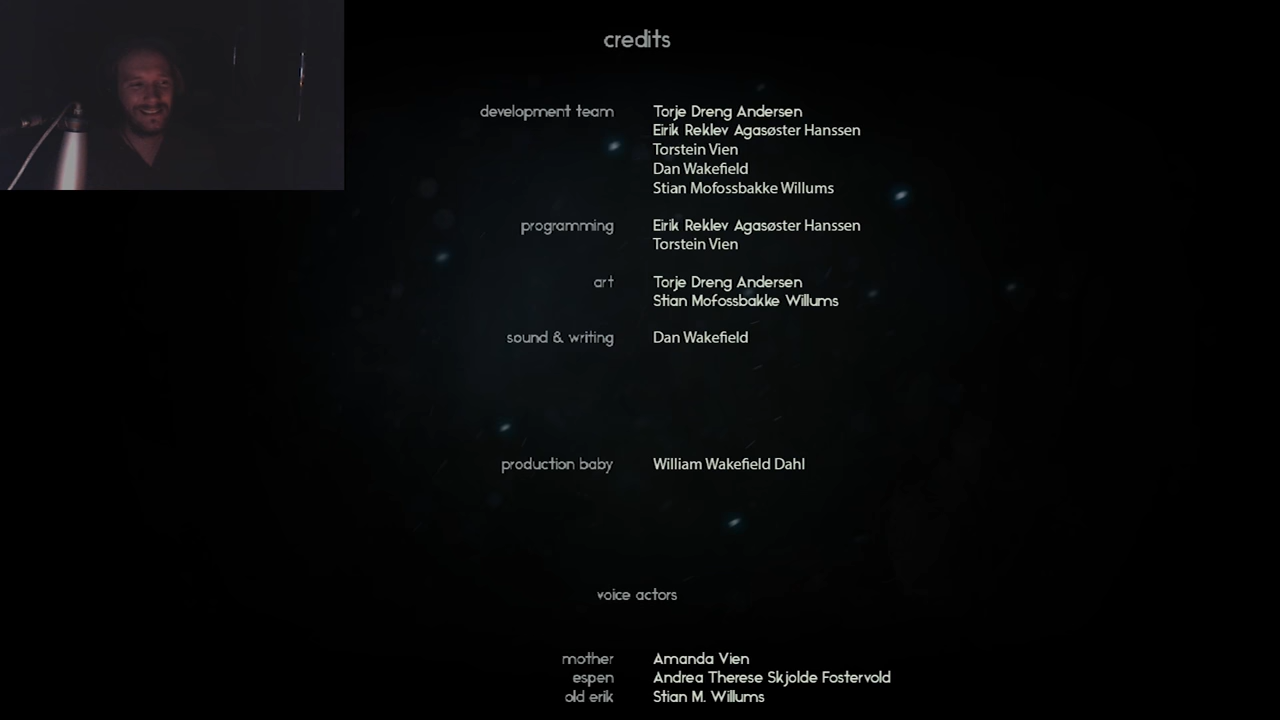 credits
development team Torje Dreng Andersen
Eirik Reklev Agasøster Hanssen
Torstein Vien
Dan Wakefield
Stian Mofossbakke Willums
programming Eirik Reklev Agasøster Hanssen
Torstein Vien
art Torje Dreng Andersen
Stian Mofossbakke Willums
sound & writing Dan Wakefield
production baby William Wakefield Dahl
voice actors
mother Amanda Vien
espen Andrea Therese Skjolde Fostervold
old erik Stian M. Willums